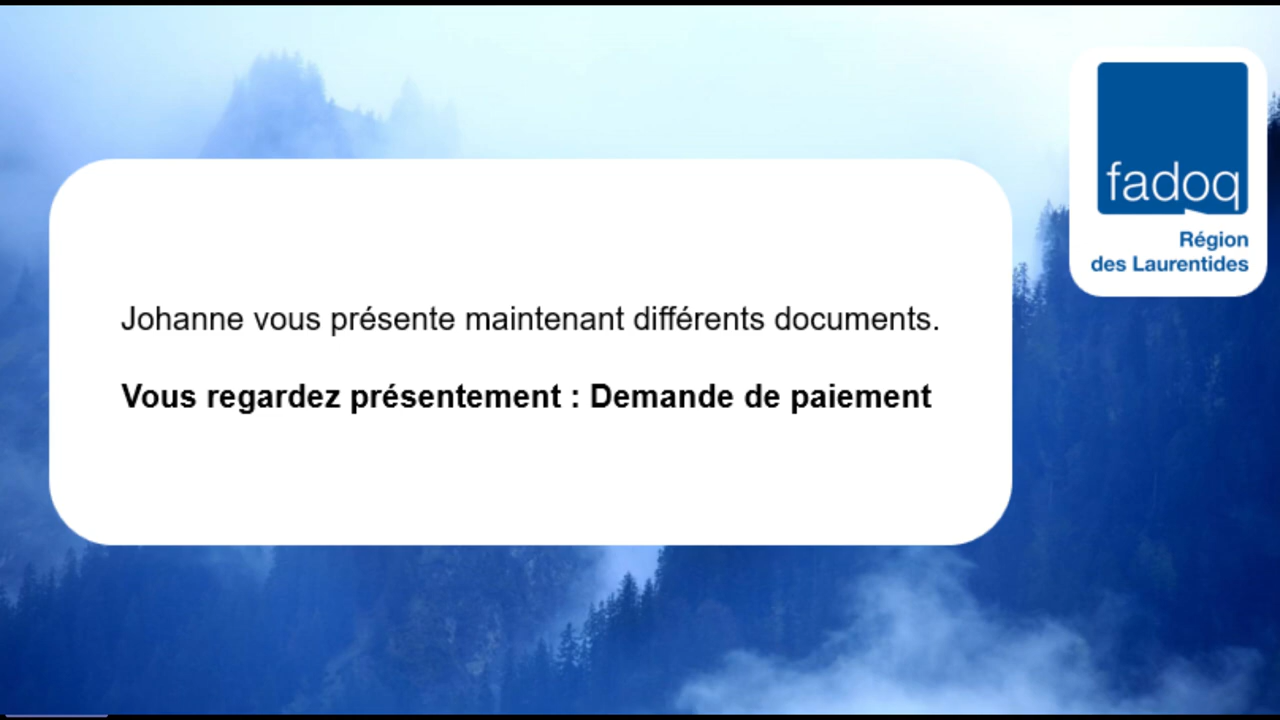 Johanne vous présente maintenant différents documents.
Vous regardez présentement : Demande de paiement
fadoq
Région
des Laurentides